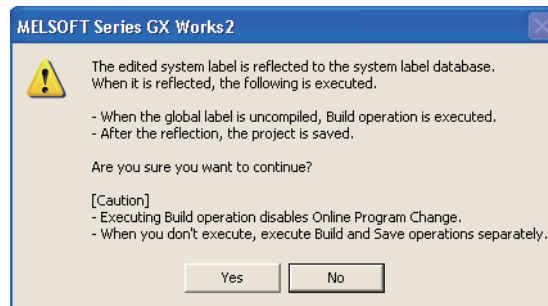 MELSOFT Series GX Works2
The edited system label is reflected to the system label database.
When it is reflected, the following is executed.
- When the global label is uncompiled, Build operation is executed.
- After the reflection, the project is saved.
Are you sure you want to continue?
[Caution]
- Executing Build operation disables Online Program Change.
- When you don't execute, execute Build and Save operations separately.
Yes
No